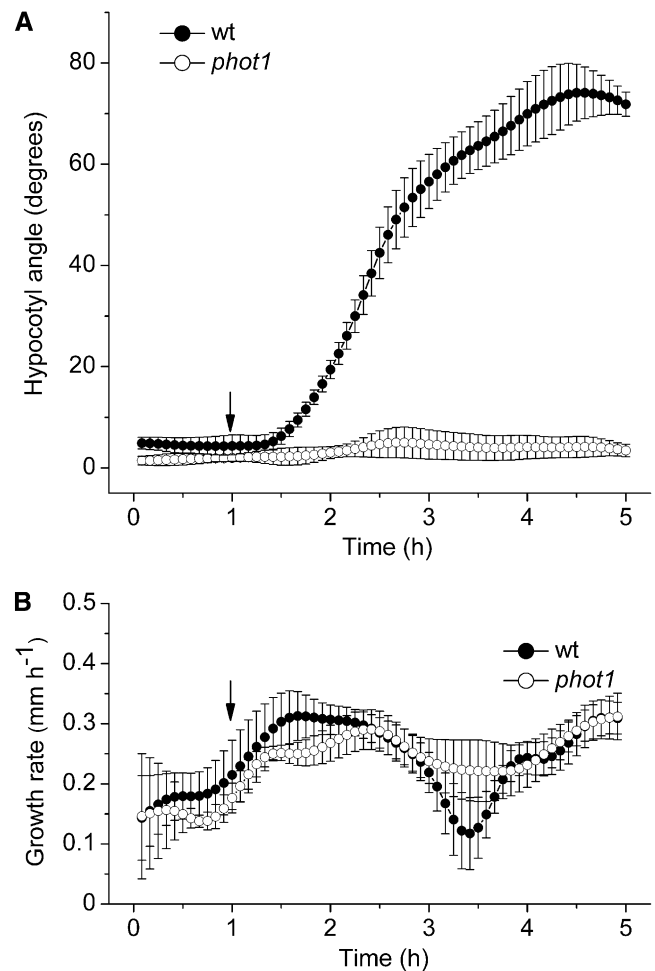 A
wt
phot1
80
60
40
20
0
Hypocotyl angle (degrees)
0 1 2 3 4 5
Time (h)
B
0.5
wt
phot1
0.4
0.3
0.2
0.1
0
Growth rate (mm h⁻¹)
0 1 2 3 4 5
Time (h)